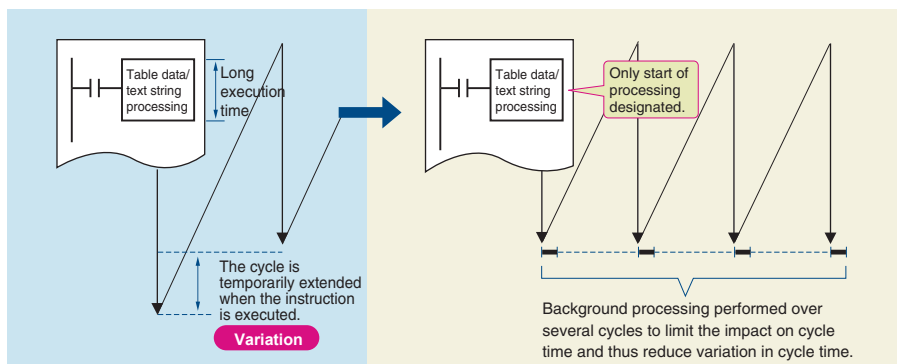 Table data/
text string
processing
Long
execution
time
The cycle is
temporarily extended
when the instruction
is executed.
Variation
Table data/
text string
processing
Only start of
processing
designated.
Background processing performed over
several cycles to limit the impact on cycle
time and thus reduce variation in cycle time.